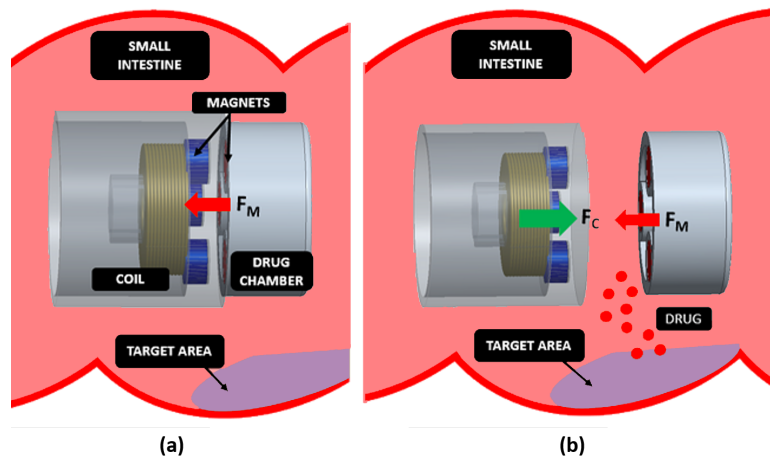 SMALL
INTESTINE
MAGNETS
FM
COIL
DRUG
CHAMBER
TARGET AREA
(a)
SMALL
INTESTINE
FC
FM
DRUG
TARGET AREA
(b)